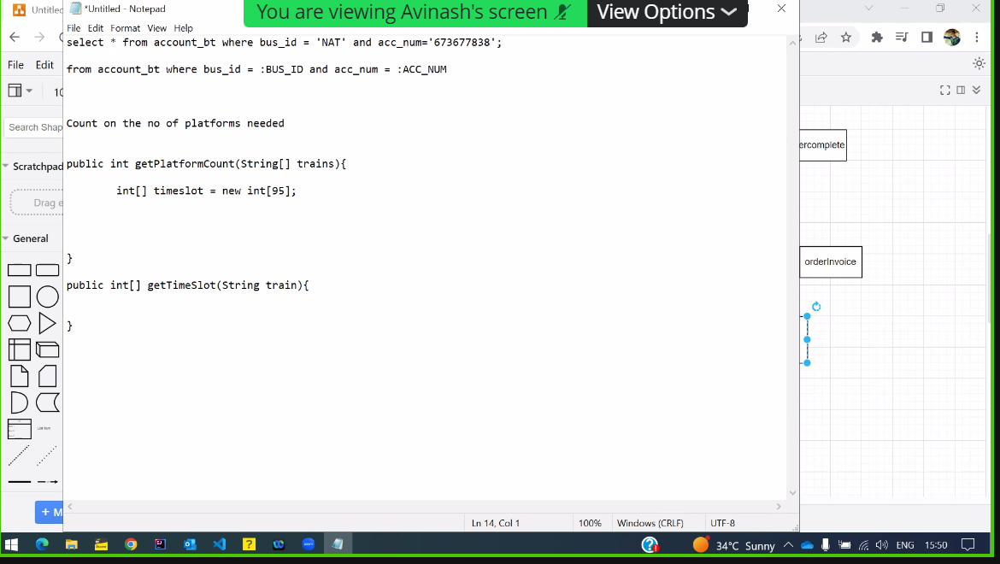 Untitled
*Untitled - Notepad
You are viewing Avinash's screen
View Options
File Edit Format View Help
select * from account_bt where bus_id = 'NAT' and acc_num='673677838';
File Edit
from account_bt where bus_id = :BUS_ID and acc_num = :ACC_NUM
10
Search Shap
Count on the no of platforms needed
ercomplete
Scratchpad
public int getPlatformCount(String[] trains){
int[] timeslot = new int[95];
Drag e
General
}
orderInvoice
public int[] getTimeSlot(String train){
}
+ M
Ln 14, Col 1
100%
Windows (CRLF)
UTF-8
34°C Sunny
ENG
15:50